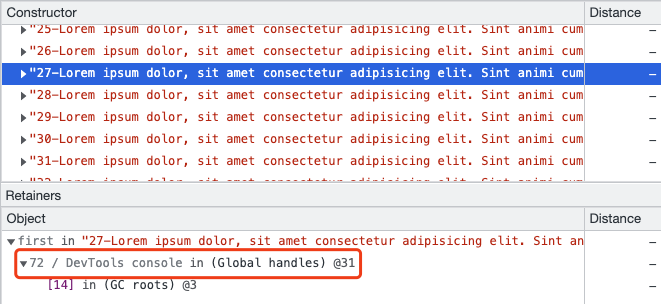 Constructor Distance
"25-Lorem ipsum dolor, sit amet consectetur adipisicing elit. Sint animi cum
"26-Lorem ipsum dolor, sit amet consectetur adipisicing elit. Sint animi cum –
"27-Lorem ipsum dolor, sit amet consectetur adipisicing elit. Sint animi cum –
"28-Lorem ipsum dolor, sit amet consectetur adipisicing elit. Sint animi cum –
"29-Lorem ipsum dolor, sit amet consectetur adipisicing elit. Sint animi cum –
"30-Lorem ipsum dolor, sit amet consectetur adipisicing elit. Sint animi cum –
"31-Lorem ipsum dolor, sit amet consectetur adipisicing elit. Sint animi cum –
Retainers
Object Distance
first in "27-Lorem ipsum dolor, sit amet consectetur adipisicing elit. Sint an –
72 / DevTools console in (Global handles) @31 –
[14] in (GC roots) @3 –